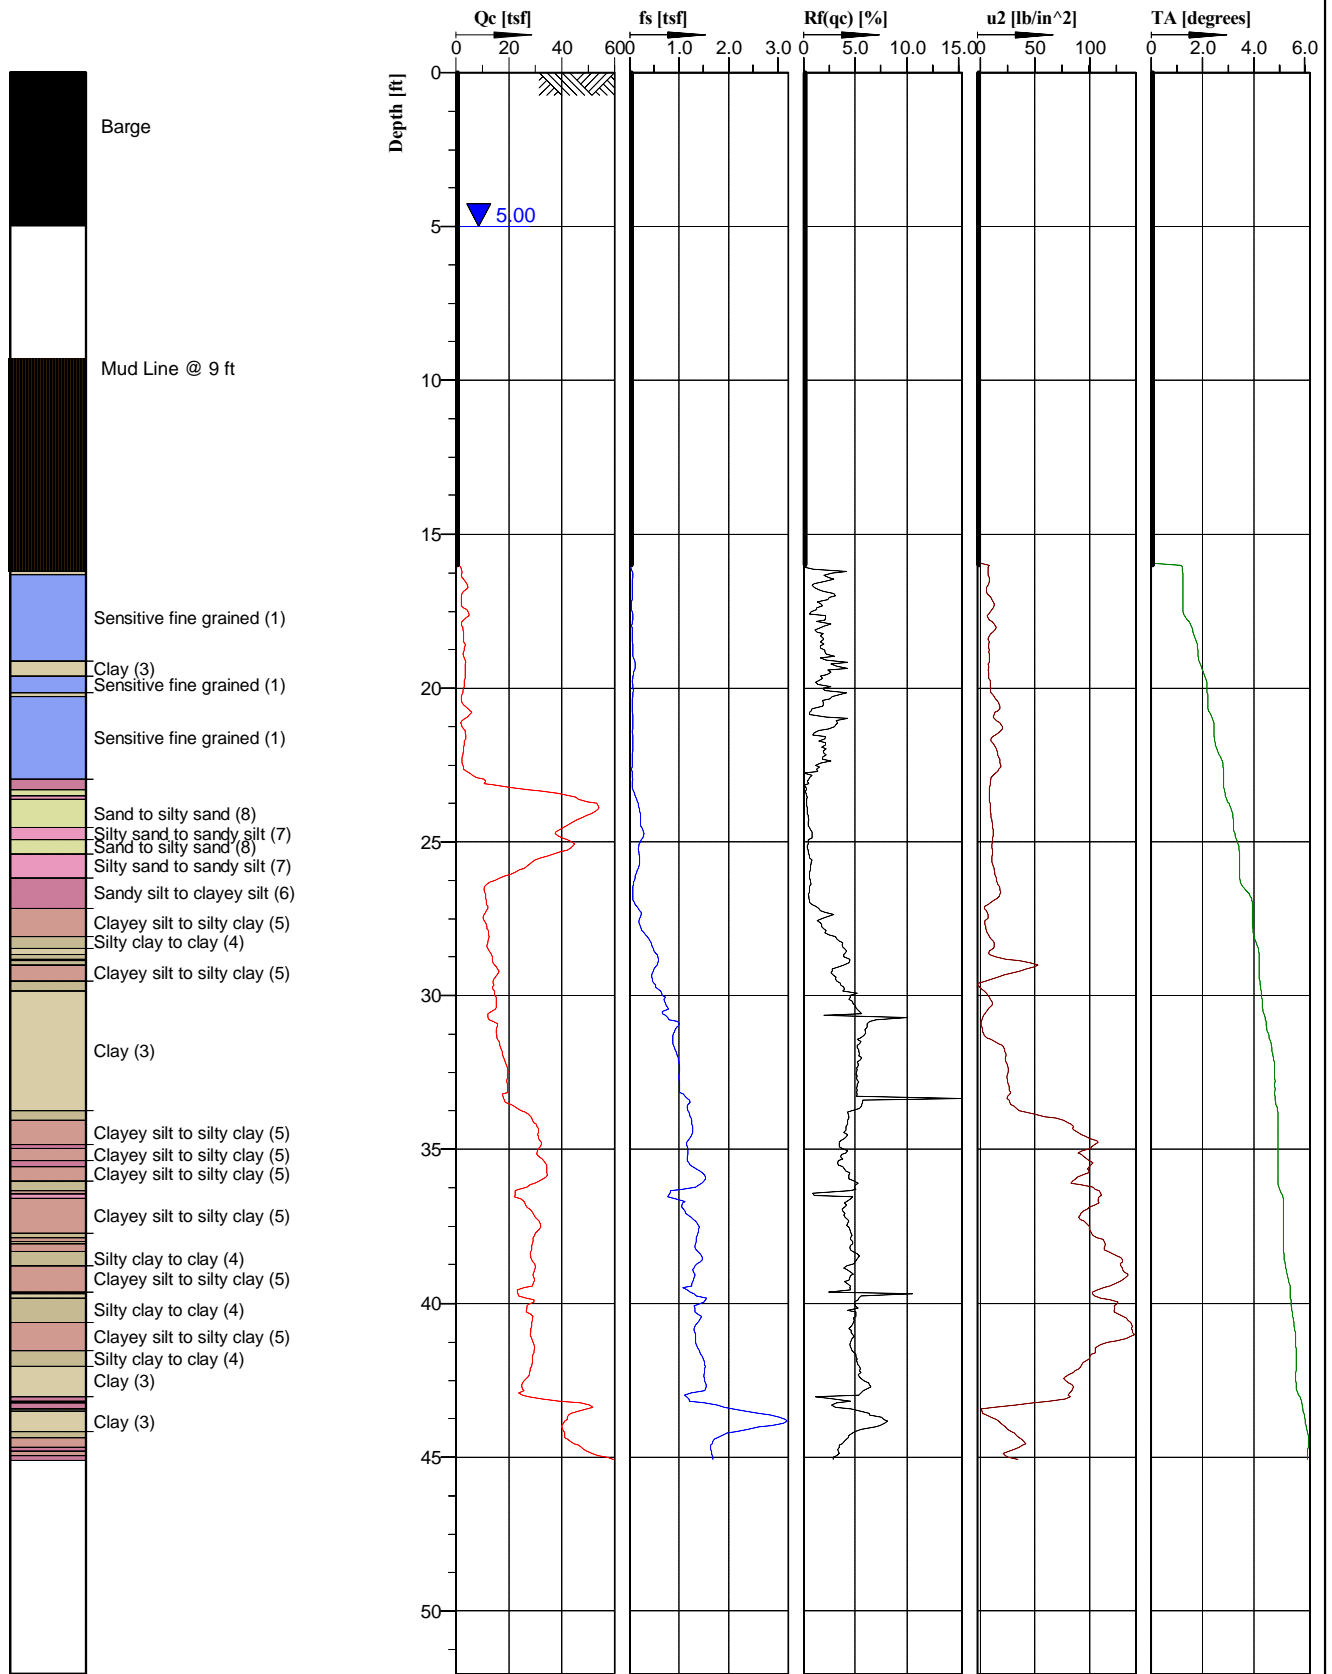 Qc [tsf] fs [tsf] Rf(qc) [%] u2 [lb/in^2] TA [degrees]
0 20 40 60 0 1.0 2.0 3.0 0 5.0 10.0 15.0 0 50 100 0 2.0 4.0 6.0
Depth [ft]
0
Barge
5.00
5
Mud Line @ 9 ft
10
15
Sensitive fine grained (1)
Clay (3)
Sensitive fine grained (1)
20
Sensitive fine grained (1)
Sand to silty sand (8)
Silty sand to sandy silt (7)
25
Sand to silty sand (8)
Silty sand to sandy silt (7)
Sandy silt to clayey silt (6)
Clayey silt to silty clay (5)
Silty clay to clay (4)
Clayey silt to silty clay (5)
30
Clay (3)
Clayey silt to silty clay (5)
35
Clayey silt to silty clay (5)
Clayey silt to silty clay (5)
Clayey silt to silty clay (5)
Silty clay to clay (4)
Clayey silt to silty clay (5)
40
Silty clay to clay (4)
Clayey silt to silty clay (5)
Silty clay to clay (4)
Clay (3)
Clay (3)
45
50